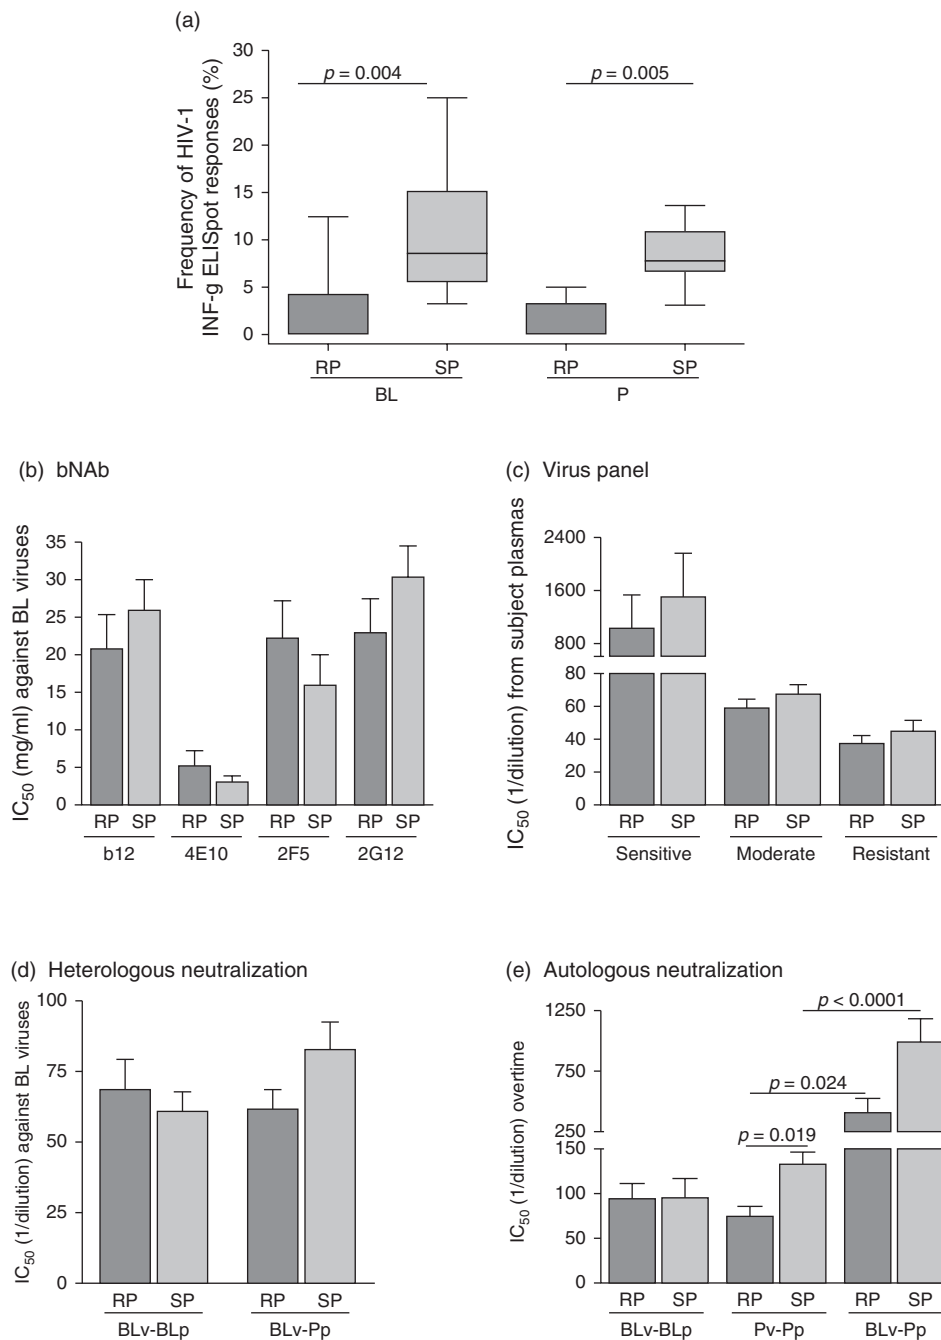 (a)
30
25
20
15
10
5
0
Frequency of HIV-1
INF-g ELISpot responses (%)
p = 0.004
p = 0.005
RP SP RP SP
BL P
(b) bNAb
35
30
25
20
15
10
5
0
IC50 (mg/ml) against BL viruses
RP SP RP SP RP SP RP SP
b12 4E10 2F5 2G12
(c) Virus panel
2400
1600
800
80
60
40
20
0
IC50 (1/dilution) from subject plasmas
RP SP RP SP RP SP
Sensitive Moderate Resistant
(d) Heterologous neutralization
100
75
50
25
0
IC50 (1/dilution) against BL viruses
RP SP RP SP
BLv-BLp BLv-Pp
(e) Autologous neutralization
1250
750
250
150
100
50
0
IC50 (1/dilution) overtime
p < 0.0001
p = 0.024
p = 0.019
RP SP RP SP RP SP
BLv-BLp Pv-Pp BLv-Pp